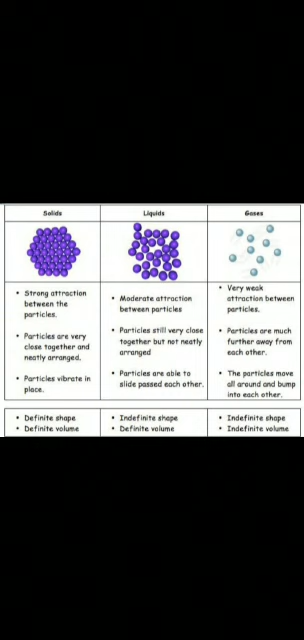 Solids
Liquids
Gases
• Strong attraction
between the
particles.
• Particles are very
close together and
neatly arranged.
• Particles vibrate in
place.
• Moderate attraction
between particles
• Particles still very close
together but not neatly
arranged
• Particles are able to
slide passed each other.
• Very weak
attraction between
particles.
• Particles are much
further away from
each other.
• The particles move
all around and bump
into each other.
• Definite shape
• Definite volume
• Indefinite shape
• Definite volume
• Indefinite shape
• Indefinite volume